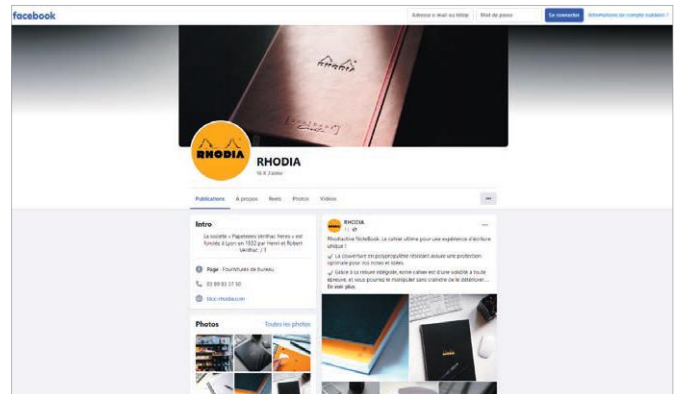 facebook
Adresse e-mail ou mobile Mot de passe Se connecter Informations de compte oubliées ?
RHODIA
RHODIA
RHODIA
16 K J'aime
Publications À propos Reels Photos Vidéos
Intro
La société « Papeteries Verilhac frères » est
fondée à Lyon en 1932 par Henri et Robert
Verilhac. / T
Page · Fournitures de bureau
03 89 83 37 50
bloc-rhodia.com
Photos Toutes les photos
RHODIA
Rhodiactive NoteBook. Le cahier ultime pour une expérience d'écriture
unique !
La couverture en polypropylène résistant assure une protection
optimale pour vos notes et idées.
Grâce à sa reliure intégrale, votre cahier est d'une solidité à toute
épreuve, et vous pourrez le manipuler sans craindre de le détériorer...
En voir plus